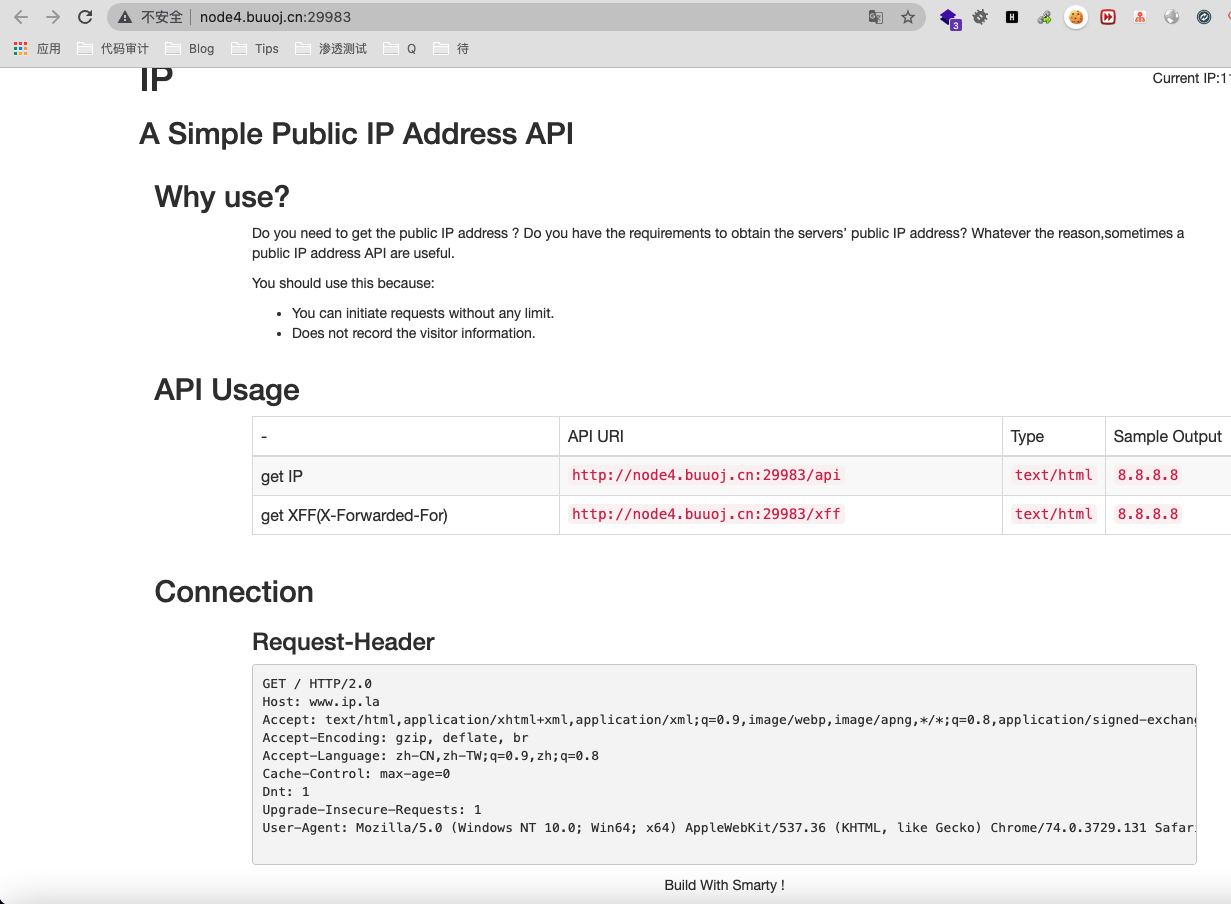 不安全 node4.buuoj.cn:29983
应用 代码审计 Blog Tips 渗透测试 Q 待
IP
Current IP:1
A Simple Public IP Address API
Why use?
Do you need to get the public IP address ? Do you have the requirements to obtain the servers’ public IP address? Whatever the reason,sometimes a
public IP address API are useful.
You should use this because:
• You can initiate requests without any limit.
• Does not record the visitor information.
API Usage
- API URI Type Sample Output
get IP http://node4.buuoj.cn:29983/api text/html 8.8.8.8
get XFF(X-Forwarded-For) http://node4.buuoj.cn:29983/xff text/html 8.8.8.8
Connection
Request-Header
GET / HTTP/2.0
Host: www.ip.la
Accept: text/html,application/xhtml+xml,application/xml;q=0.9,image/webp,image/apng,*/*;q=0.8,application/signed-exchang
Accept-Encoding: gzip, deflate, br
Accept-Language: zh-CN,zh-TW;q=0.9,zh;q=0.8
Cache-Control: max-age=0
Dnt: 1
Upgrade-Insecure-Requests: 1
User-Agent: Mozilla/5.0 (Windows NT 10.0; Win64; x64) AppleWebKit/537.36 (KHTML, like Gecko) Chrome/74.0.3729.131 Safar
Build With Smarty !